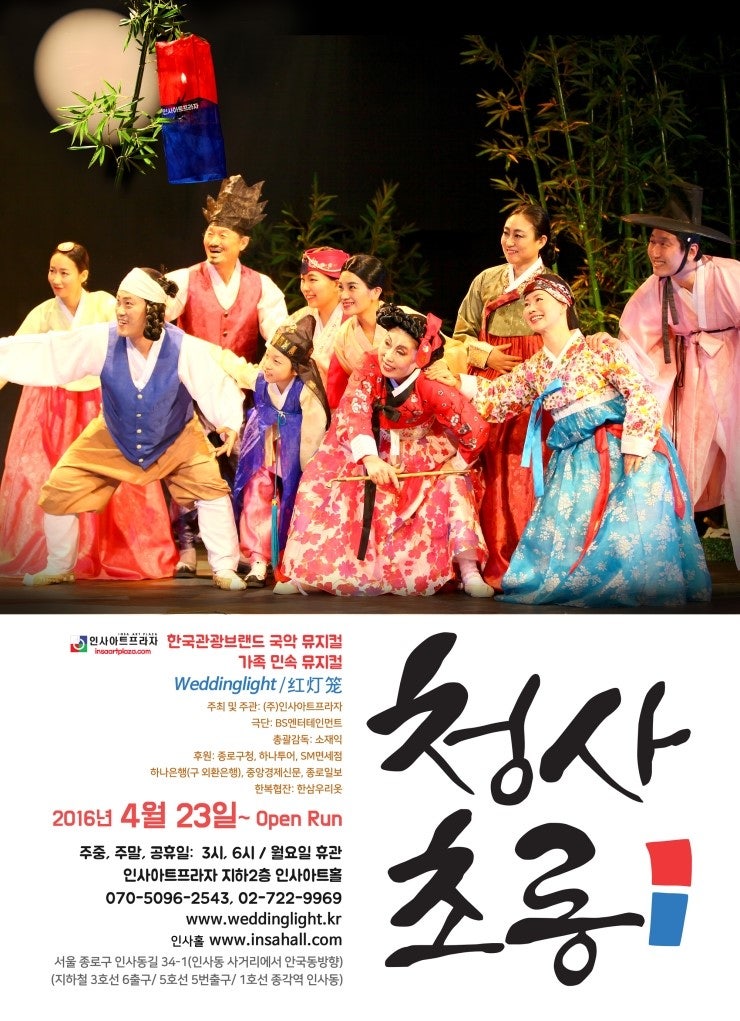 인사아트프라자
INSA ART PLAZA
인사아트프라자
insaartplaza.com
한국관광브랜드 국악 뮤지컬
가족 민속 뮤지컬
Weddinglight / 红灯笼
주최 및 주관: (주)인사아트프라자
극단: BS엔터테인먼트
총괄감독: 소재익
후원: 종로구청, 하나투어, SM면세점
하나은행(구 외환은행), 중앙경제신문, 종로일보
한복협찬: 한삼우리옷
2016년 4월 23일~ Open Run
주중, 주말, 공휴일: 3시, 6시 / 월요일 휴관
인사아트프라자 지하2층 인사아트홀
070-5096-2543, 02-722-9969
www.weddinglight.kr
인사홀 www.insahall.com
서울 종로구 인사동길 34-1(인사동 사거리에서 안국동방향)
(지하철 3호선 6출구/ 5호선 5번출구/ 1호선 종각역 인사동)
청사
초롱